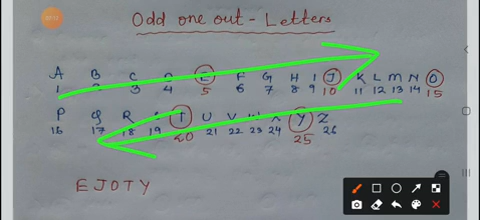 Odd one out - Letters
A B C E F G H I J K L M N O
1 2 3 4 5 6 7 8 9 10 11 12 13 14 15
P Q R T U V W X Y Z
16 17 18 19 20 21 22 23 24 25 26
E J O T Y